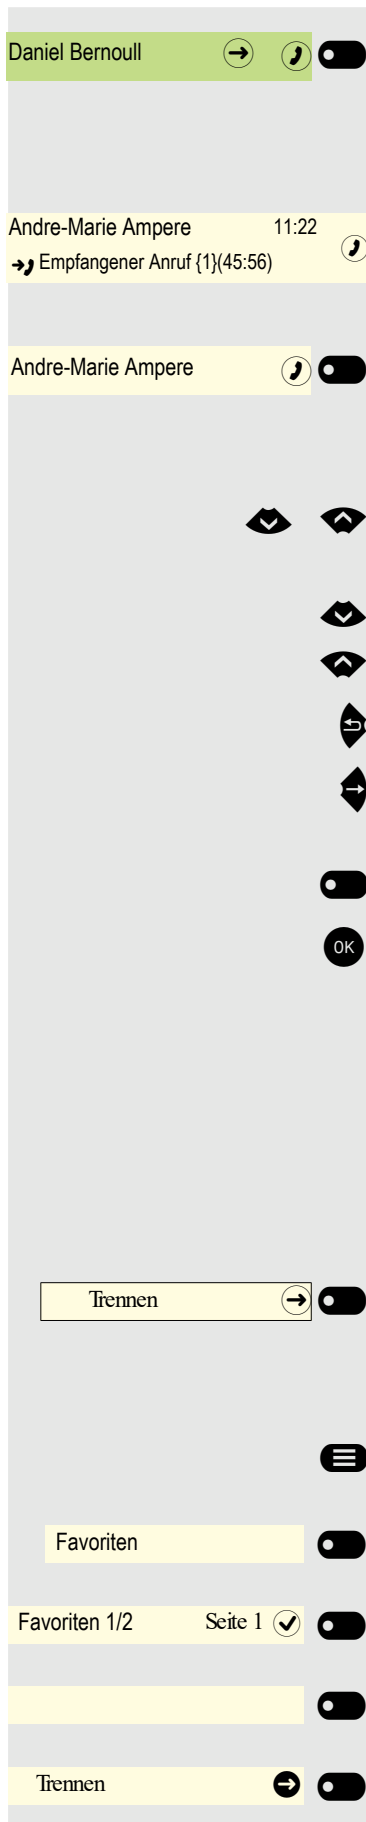 Daniel Bernoull
Andre-Marie Ampere 11:22
Empfangener Anruf {1}(45:56)
Andre-Marie Ampere
OK
Trennen
Favoriten
Favoriten 1/2 Seite 1
Trennen